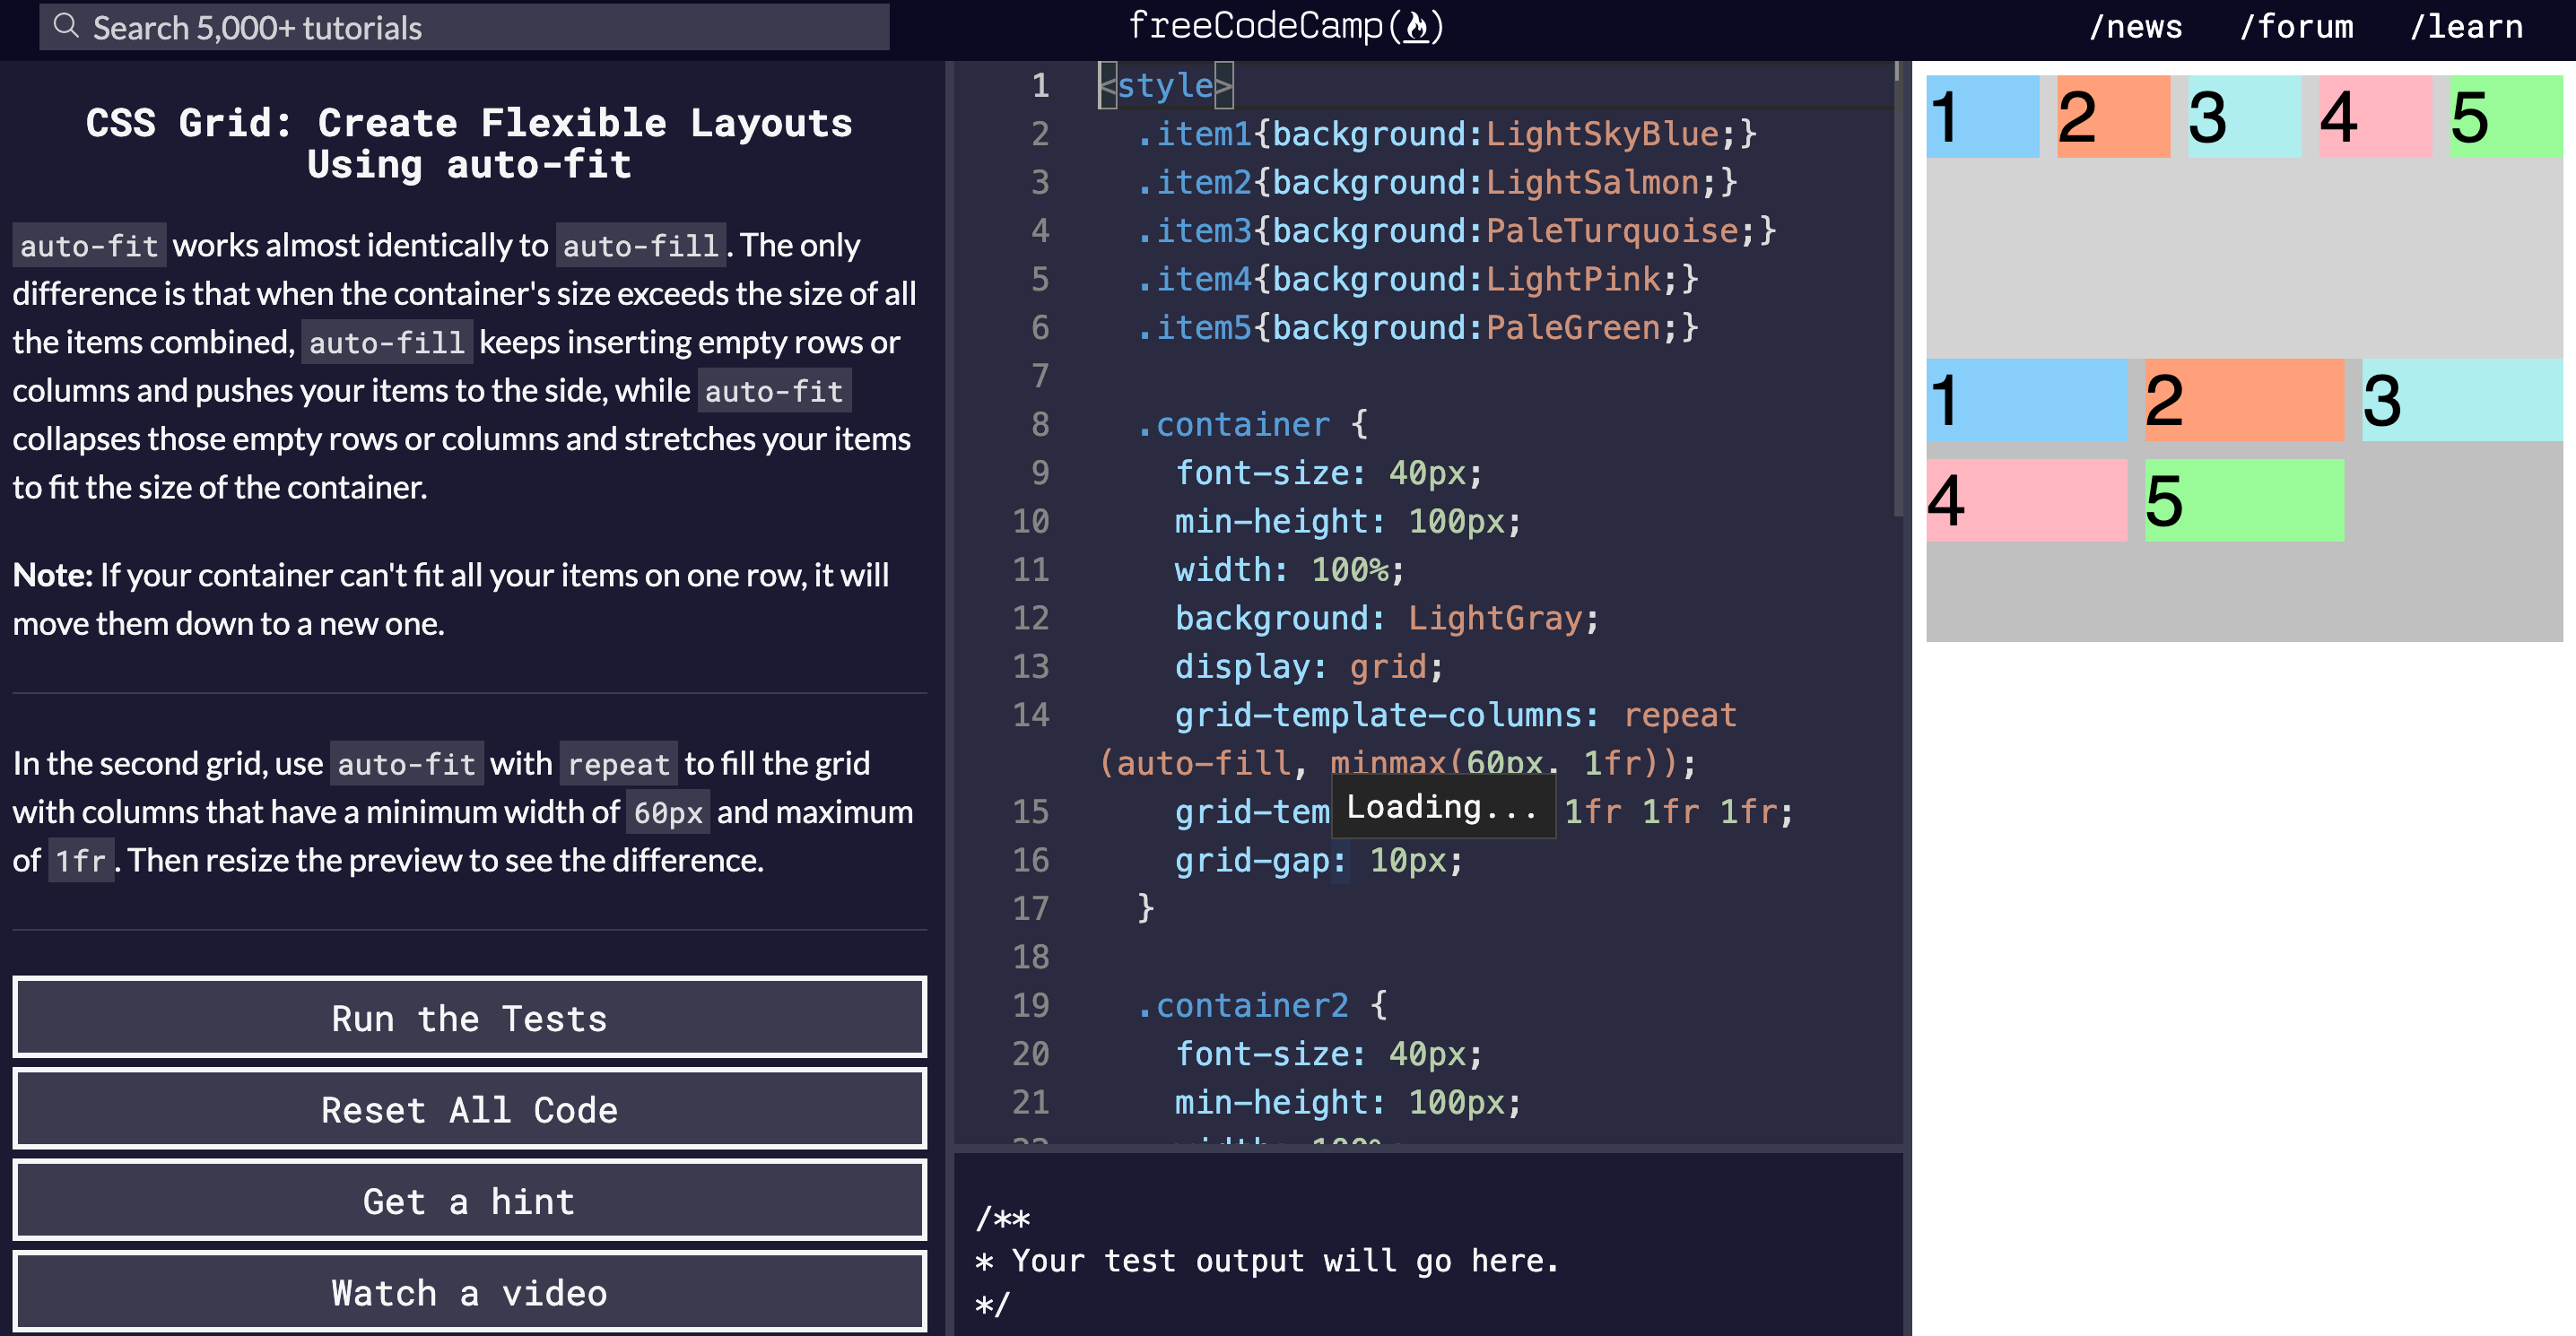 Search 5,000+ tutorials
freeCodeCamp
/news /forum /learn
CSS Grid: Create Flexible Layouts
Using auto-fit
auto-fit works almost identically to auto-fill. The only
difference is that when the container's size exceeds the size of all
the items combined, auto-fill keeps inserting empty rows or
columns and pushes your items to the side, while auto-fit
collapses those empty rows or columns and stretches your items
to fit the size of the container.
Note: If your container can't fit all your items on one row, it will
move them down to a new one.
In the second grid, use auto-fit with repeat to fill the grid
with columns that have a minimum width of 60px and maximum
of 1fr. Then resize the preview to see the difference.
Run the Tests
Reset All Code
Get a hint
Watch a video
1 <style>
2 .item1{background:LightSkyBlue;}
3 .item2{background:LightSalmon;}
4 .item3{background:PaleTurquoise;}
5 .item4{background:LightPink;}
6 .item5{background:PaleGreen;}
7
8 .container {
9 font-size: 40px;
10 min-height: 100px;
11 width: 100%;
12 background: LightGray;
13 display: grid;
14 grid-template-columns: repeat
(auto-fill, minmax(60px, 1fr));
15 grid-tem Loading... 1fr 1fr 1fr;
16 grid-gap: 10px;
17 }
18
19 .container2 {
20 font-size: 40px;
21 min-height: 100px;
/**
* Your test output will go here.
*/
1 2 3 4 5
1 2 3
4 5